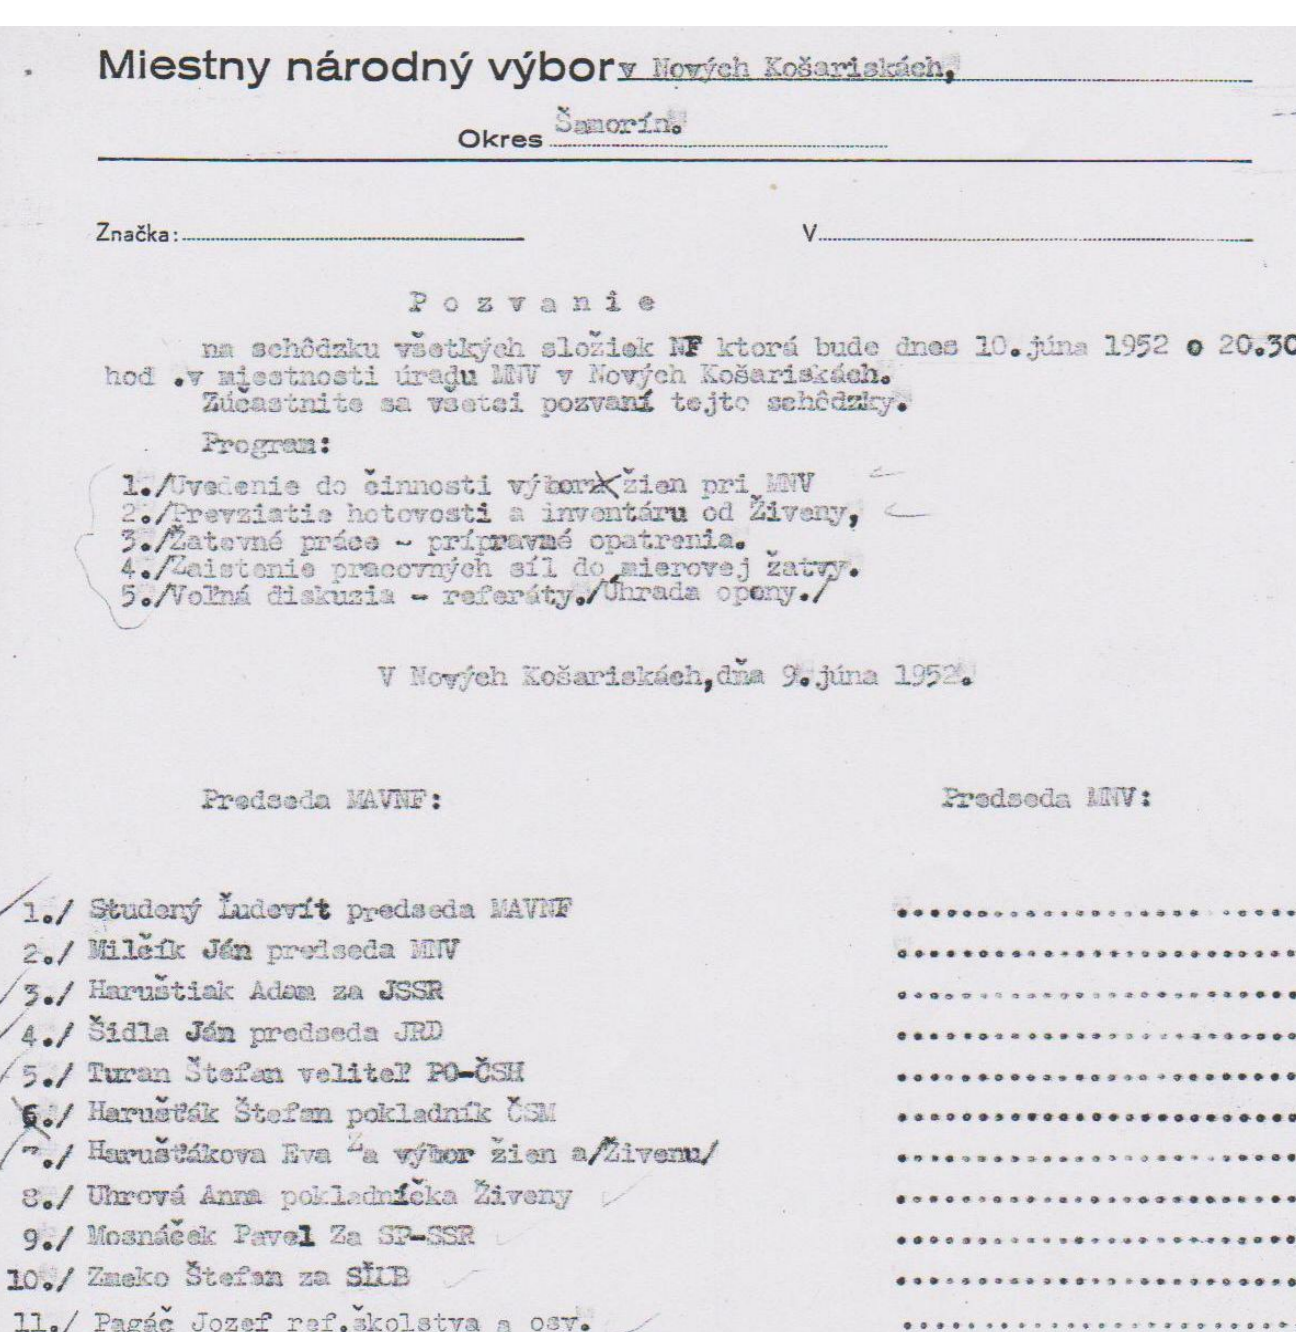 Miestny národný výbor v Nových Košariskách,
Okres Šamorín.
Značka: V
P o z v a n i e
na schôdzku všetkých složiek NF ktorá bude dnes 10.júna 1952 o 20.30
hod .v miestnosti úradu MNV v Nových Košariskách.
Zúčastnite sa všetci pozvaní tejto schôdzky.
Program:
1./Uvedenie do činnosti výboru žien pri MNV
2./Prevziatie hotovosti a inventáru od Živeny,
3./Žatevné práce - prípravné opatrenia.
4./Zaistenie pracovných síl do mierovej žatvy.
5./Voľná diskuzia - referáty./Úhrada opony./
V Nových Košariskách,dňa 9.júna 1952.
Predseda MAVNF: Predseda MNV:
1./ Studený Ľudevít predseda MAVNF
2./ Milčík Ján predseda MNV
3./ Haruštiak Adam za JSSR
4./ Šidla Ján predseda JRD
5./ Turan Štefan veliteľ PO-ČSH
6./ Harušťák Štefan pokladník ČSM
7./ Harušťákova Eva Za výbor žien a/Živenu/
8./ Uhrová Anna pokladníčka Živeny
9./ Mosnáček Pavel Za SP-SSR
10./ Zmeko Štefan za
11./ Pagáč Jozef ref.školstva a osv.